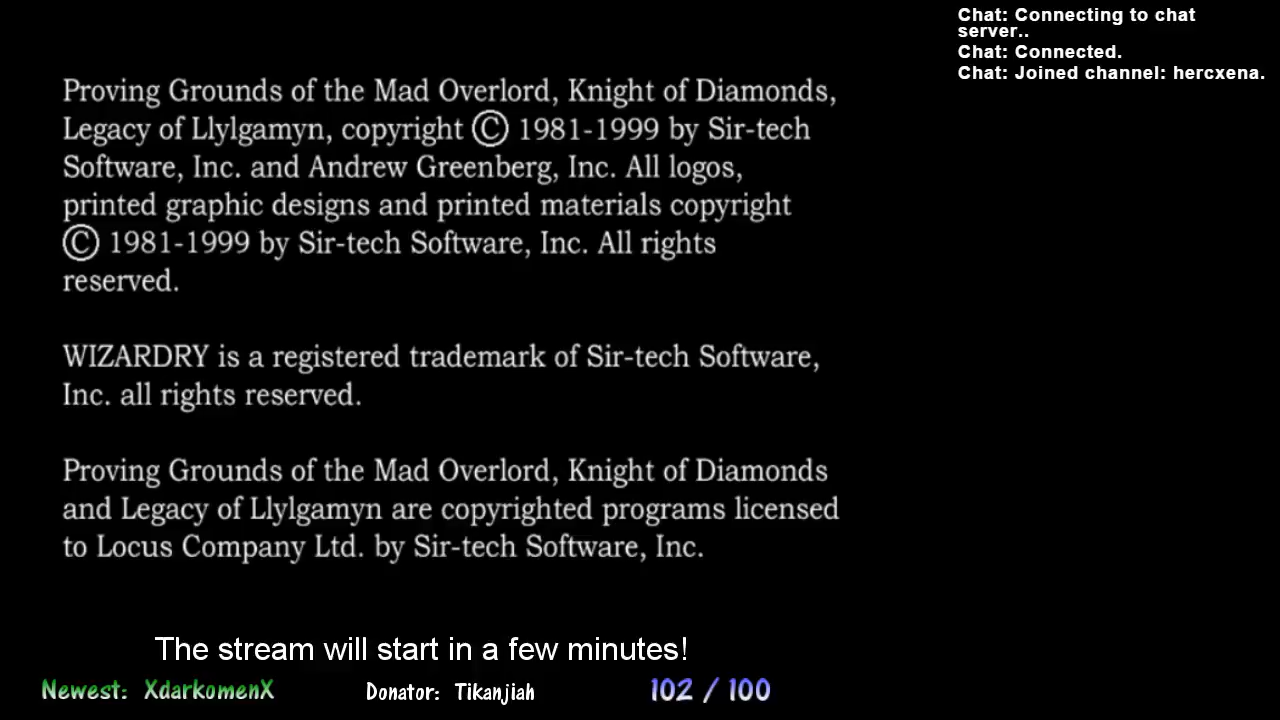 Chat: Connecting to chat
server..
Chat: Connected.
Chat: Joined channel: hercxena.
Proving Grounds of the Mad Overlord, Knight of Diamonds,
Legacy of Llylgamyn, copyright © 1981-1999 by Sir-tech
Software, Inc. and Andrew Greenberg, Inc. All logos,
printed graphic designs and printed materials copyright
© 1981-1999 by Sir-tech Software, Inc. All rights
reserved.
WIZARDRY is a registered trademark of Sir-tech Software,
Inc. all rights reserved.
Proving Grounds of the Mad Overlord, Knight of Diamonds
and Legacy of Llylgamyn are copyrighted programs licensed
to Locus Company Ltd. by Sir-tech Software, Inc.
The stream will start in a few minutes!
Newest: XdarkomenX Donator: Tikanjiah 102 / 100